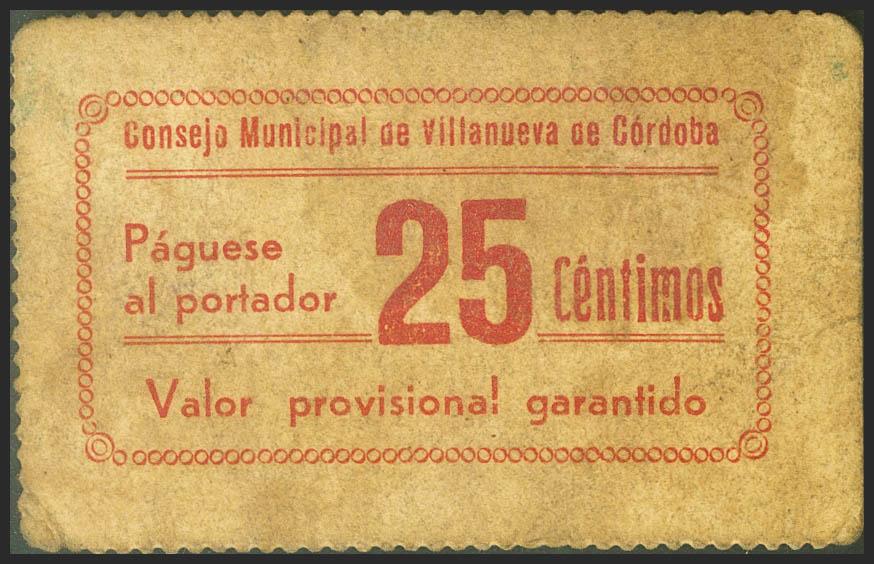 Consejo Municipal de Villanueva de Córdoba
Páguese
al portador
25 Céntimos
Valor provisional garantido